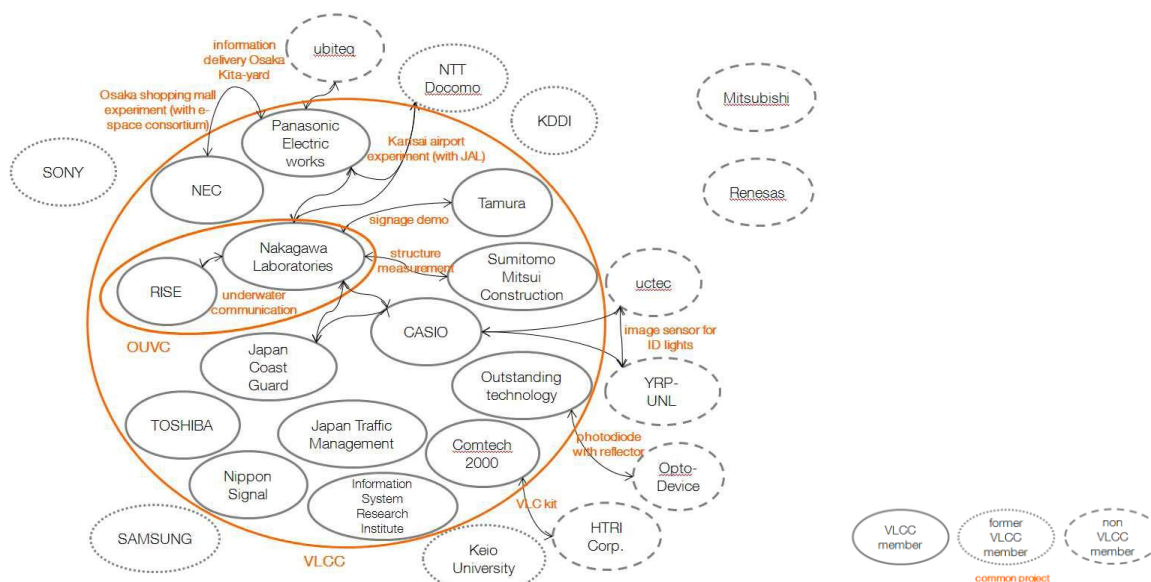 information
delivery Osaka
Kita-yard
ubiteq
NTT
Docomo
Mitsubishi
KDDI
Osaka shopping mall
experiment (with e-
space consortium)
Panasonic
Electric
works
Kansai airport
experiment (with JAL)
SONY
NEC
Renesas
Tamura
signage demo
Nakagawa
Laboratories
structure
measurement
Sumitomo
Mitsui
Construction
RISE
underwater
communication
uctec
OUVC
CASIO
image sensor for
ID lights
Japan
Coast
Guard
Outstanding
technology
YRP-
UNL
TOSHIBA
Japan Traffic
Management
Comtech
2000
photodiode
with reflector
Opto-
Device
Nippon
Signal
Information
System
Research
Institute
VLC kit
HTRI
Corp.
SAMSUNG
VLCC
Keio
University
VLCC
member
former
VLCC
member
non
VLCC
member
common project